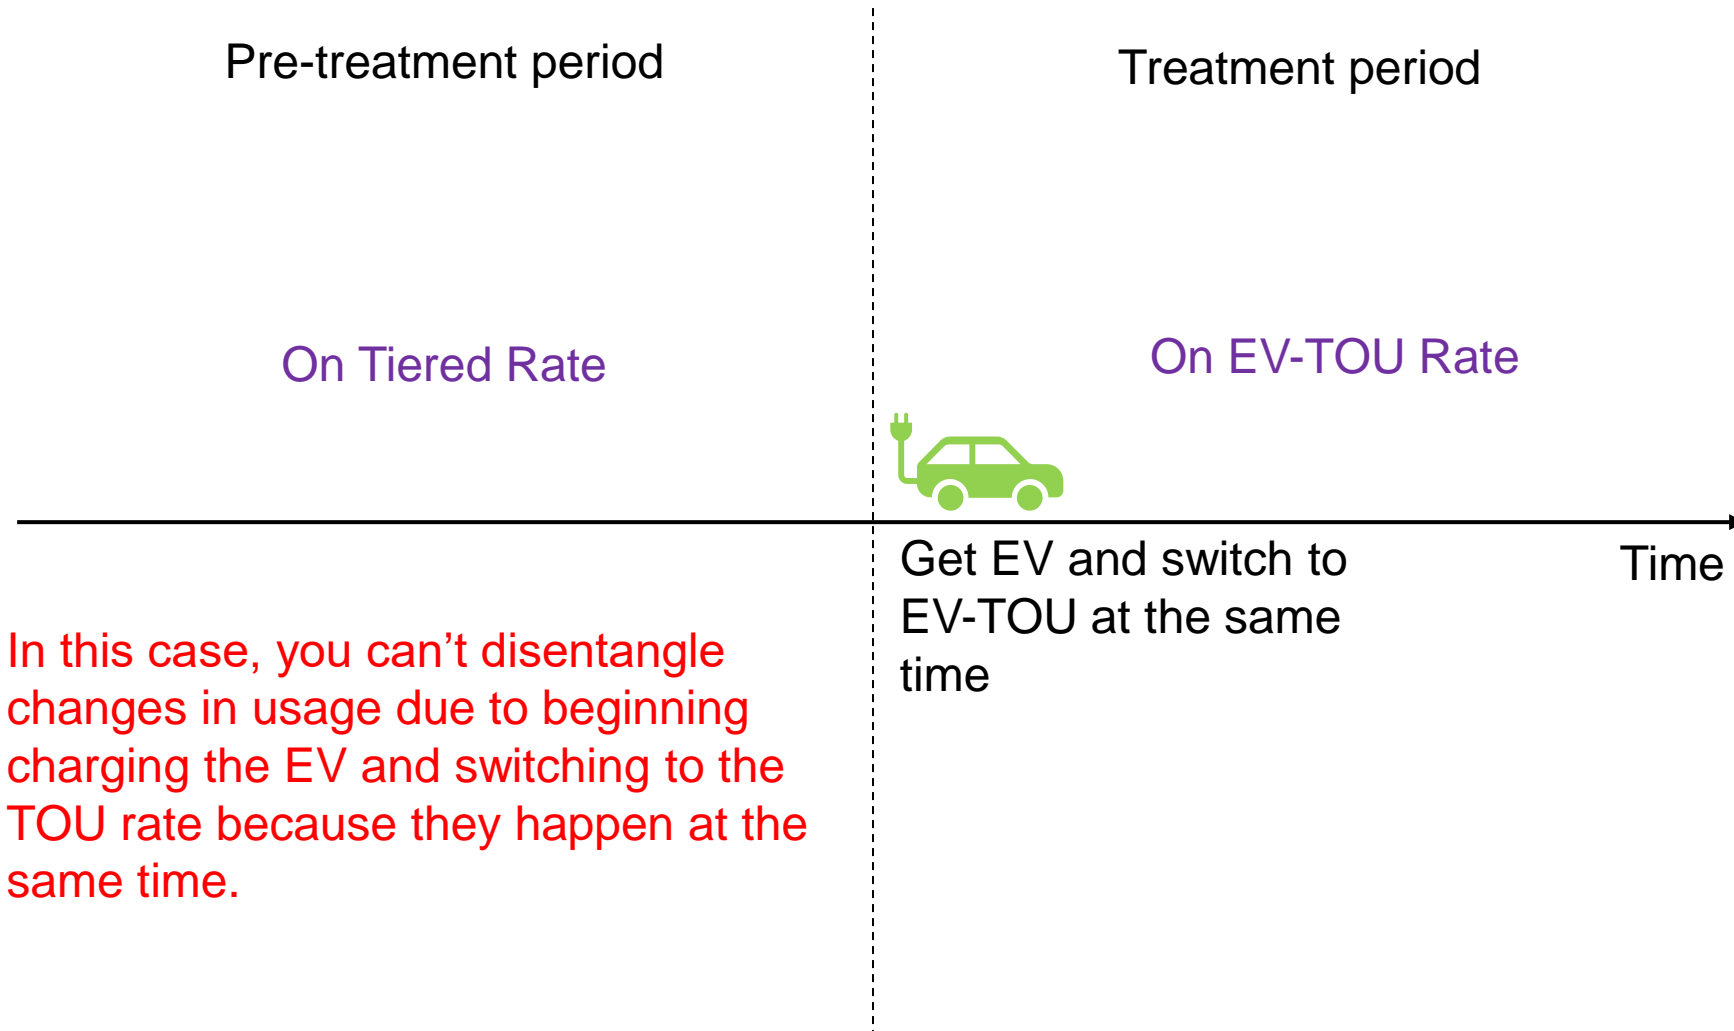 Pre-treatment period
Treatment period
On Tiered Rate
On EV-TOU Rate
Get EV and switch to
EV-TOU at the same
time
Time
In this case, you can’t disentangle
changes in usage due to beginning
charging the EV and switching to the
TOU rate because they happen at the
same time.